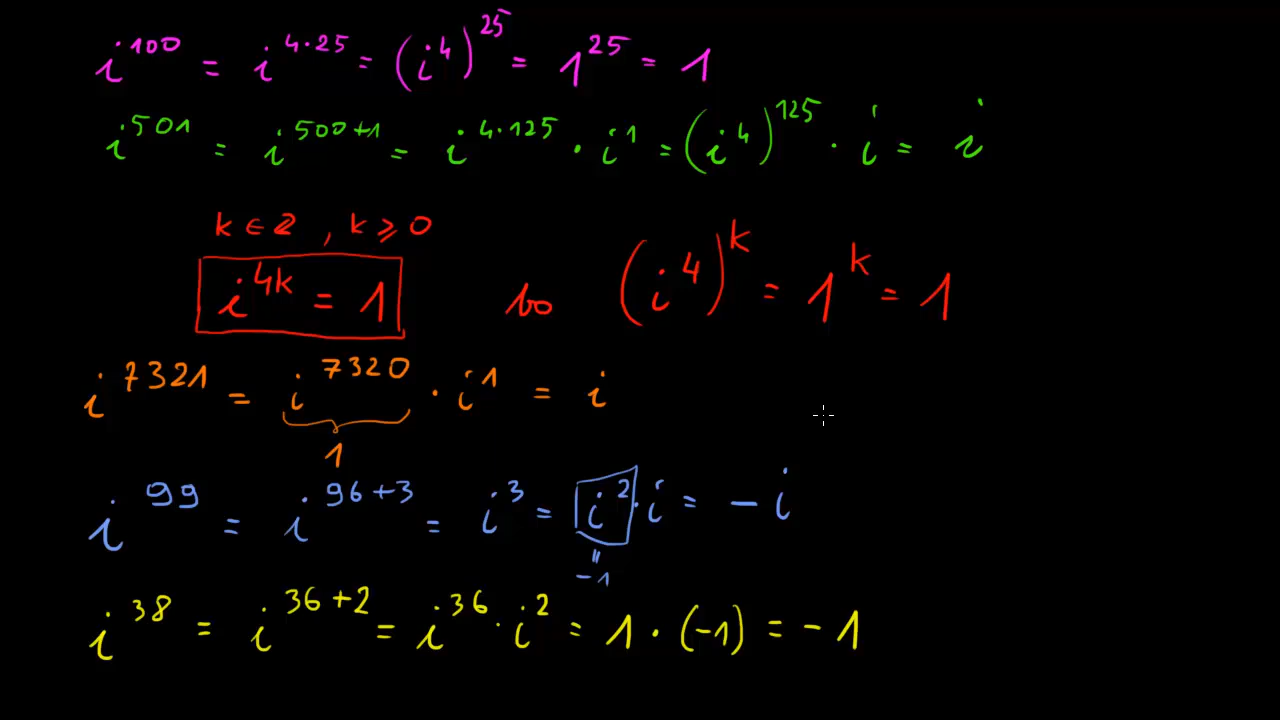 i^100 = i^4·25 = (i^4)^25 = 1^25 = 1
i^501 = i^500+1 = i^4·125 · i^1 = (i^4)^125 · i = i
k ∈ Z , k ⩾ 0
i^4k = 1 bo (i^4)^k = 1^k = 1
i^7321 = i^7320 · i^1 = i
1
i^99 = i^96+3 = i^3 = i^2 · i = - i
"
-1
i^38 = i^36+2 = i^36 · i^2 = 1 · (-1) = - 1